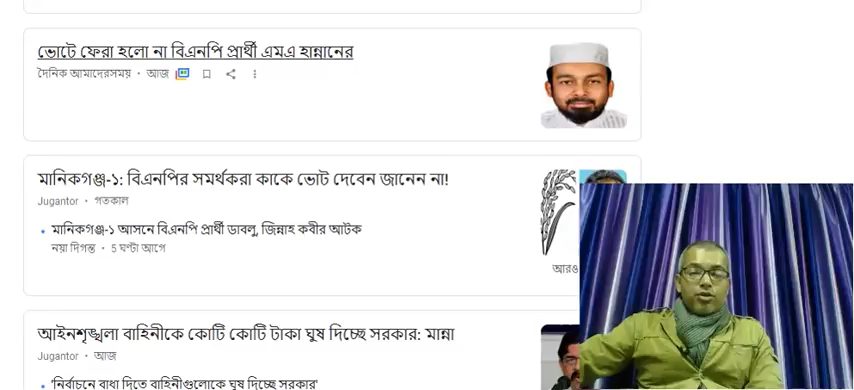 ভোটে ফেরা হলো না বিএনপি প্রার্থী এমএ হান্নানের
দৈনিক আমাদেরসময় · আজ
মানিকগঞ্জ-১: বিএনপির সমর্থকরা কাকে ভোট দেবেন জানেন না!
Jugantor · গতকাল
• মানিকগঞ্জ-১ আসনে বিএনপি প্রার্থী ডাবলু, জিন্নাহ কবীর আটক
নয়া দিগন্ত · 5 ঘণ্টা আগে
আরও
আইনশৃঙ্খলা বাহিনীকে কোটি কোটি টাকা ঘুষ দিচ্ছে সরকার: মান্না
Jugantor · আজ
• 'নির্বাচনে বাধা দিতে বাহিনীগুলোকে ঘুষ দিচ্ছে সরকার'